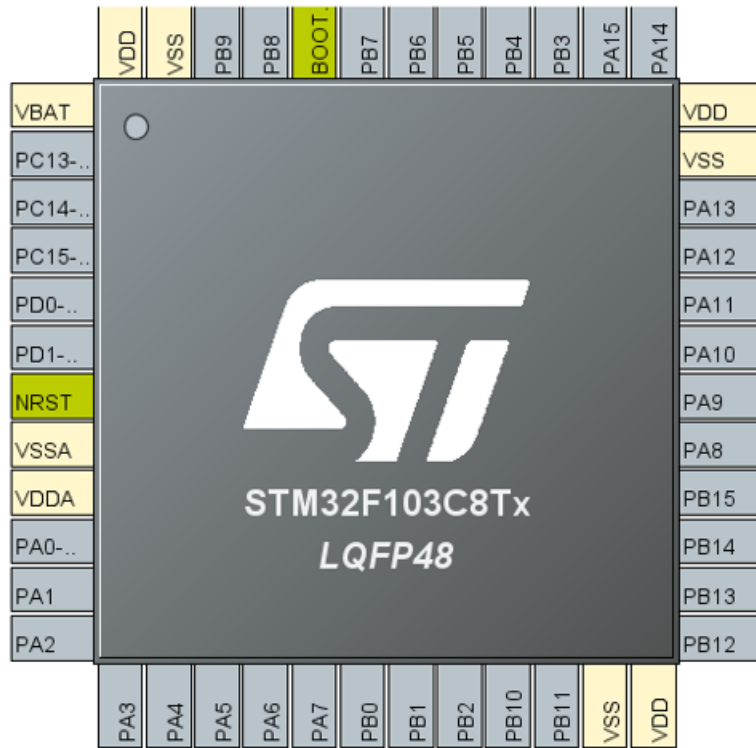 VDD
VSS
PB9
PB8
BOOT.
PB7
PB6
PB5
PB4
PB3
PA15
PA14
VBAT
PC13-..
PC14-..
PC15-..
PD0-..
PD1-..
NRST
VSSA
VDDA
PA0-..
PA1
PA2
VDD
VSS
PA13
PA12
PA11
PA10
PA9
PA8
PB15
PB14
PB13
PB12
ST
STM32F103C8Tx
LQFP48
PA3
PA4
PA5
PA6
PA7
PB0
PB1
PB2
PB10
PB11
VSS
VDD